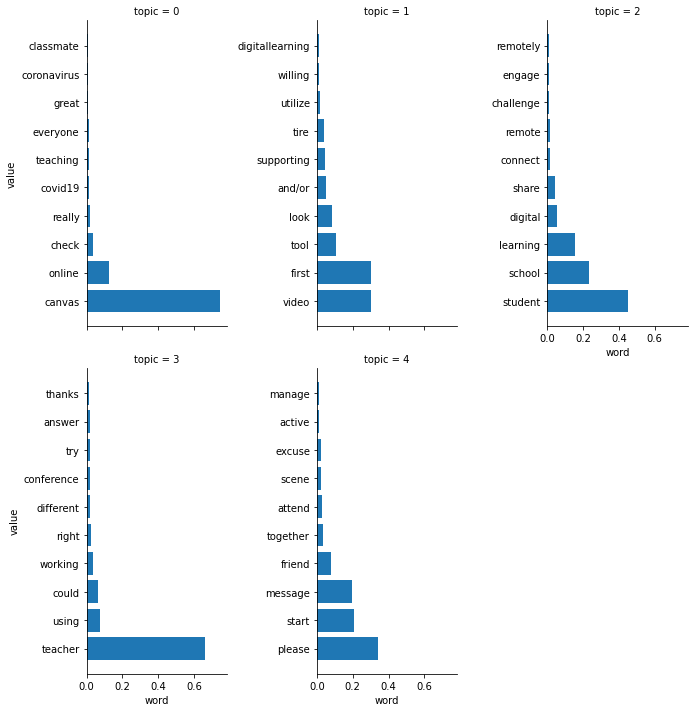 topic = 0
classmate
coronavirus
great
everyone
teaching
covid19
really
check
online
canvas
value
topic = 1
digitallearning
willing
utilize
tire
supporting
and/or
look
tool
first
video
topic = 2
remotely
engage
challenge
remote
connect
share
digital
learning
school
student
0.0 0.2 0.4 0.6
word
topic = 3
thanks
answer
try
conference
different
right
working
could
using
teacher
value
0.0 0.2 0.4 0.6
word
topic = 4
manage
active
excuse
scene
attend
together
friend
message
start
please
0.0 0.2 0.4 0.6
word